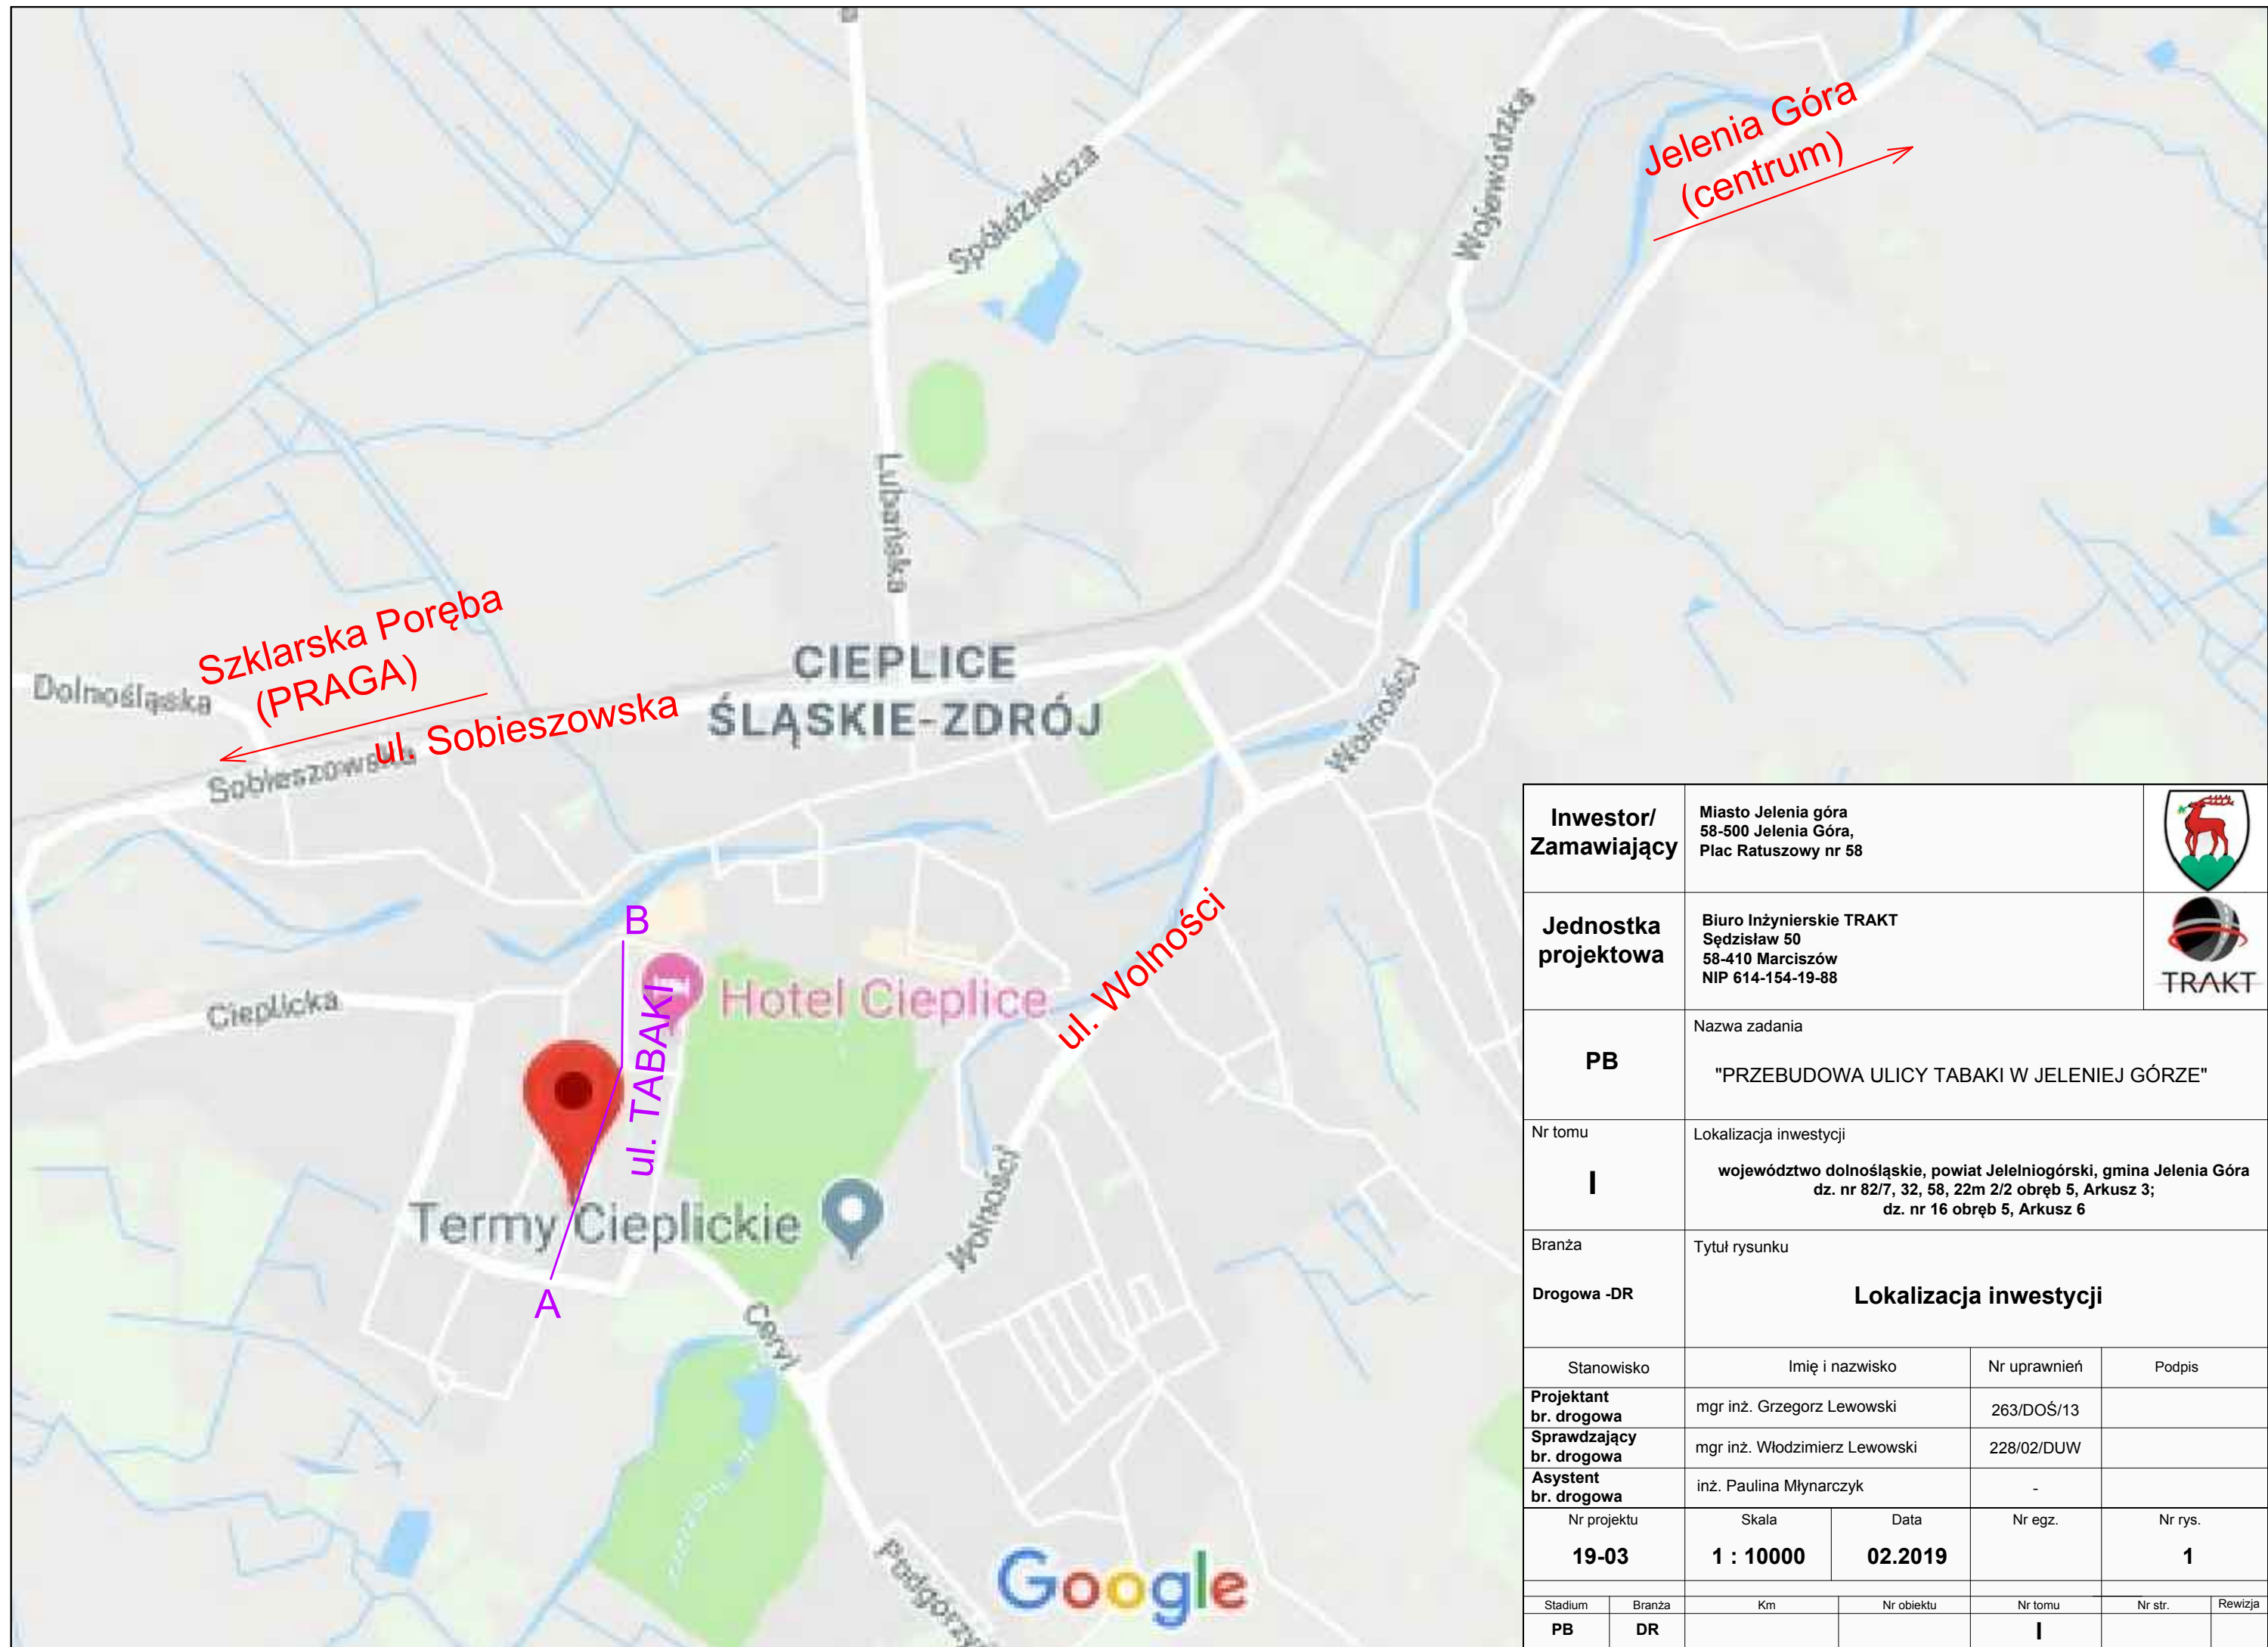 Spółdzielcza
Wojewódzka
Jelenia Góra
(centrum)
Lubańska
Szklarska Poręba
(PRAGA)
Dolnośląska
ul. Sobieszowska
Sobieszowska
CIEPLICE
ŚLĄSKIE-ZDRÓJ
Wolności
B
ul. TABAKI
Hotel Cieplice
ul. Wolności
Cieplicka
Termy Cieplickie
Wolności
A
Cervi
Google
Inwestor/
Zamawiający
Miasto Jelenia góra
58-500 Jelenia Góra,
Plac Ratuszowy nr 58
Jednostka
projektowa
Biuro Inżynierskie TRAKT
Sędzisław 50
58-410 Marciszów
NIP 614-154-19-88
TRAKT
PB
Nazwa zadania
"PRZEBUDOWA ULICY TABAKI W JELENIEJ GÓRZE"
Nr tomu
I
Lokalizacja inwestycji
województwo dolnośląskie, powiat Jelelniogórski, gmina Jelenia Góra
dz. nr 82/7, 32, 58, 22m 2/2 obręb 5, Arkusz 3;
dz. nr 16 obręb 5, Arkusz 6
Branża
Drogowa -DR
Tytuł rysunku
Lokalizacja inwestycji
Stanowisko Imię i nazwisko Nr uprawnień Podpis
Projektant
br. drogowa
mgr inż. Grzegorz Lewowski 263/DOŚ/13
Sprawdzający
br. drogowa
mgr inż. Włodzimierz Lewowski 228/02/DUW
Asystent
br. drogowa
inż. Paulina Młynarczyk -
Nr projektu Skala Data Nr egz. Nr rys.
19-03 1 : 10000 02.2019 1
Stadium Branża Km Nr obiektu Nr tomu Nr str. Rewizja
PB DR I